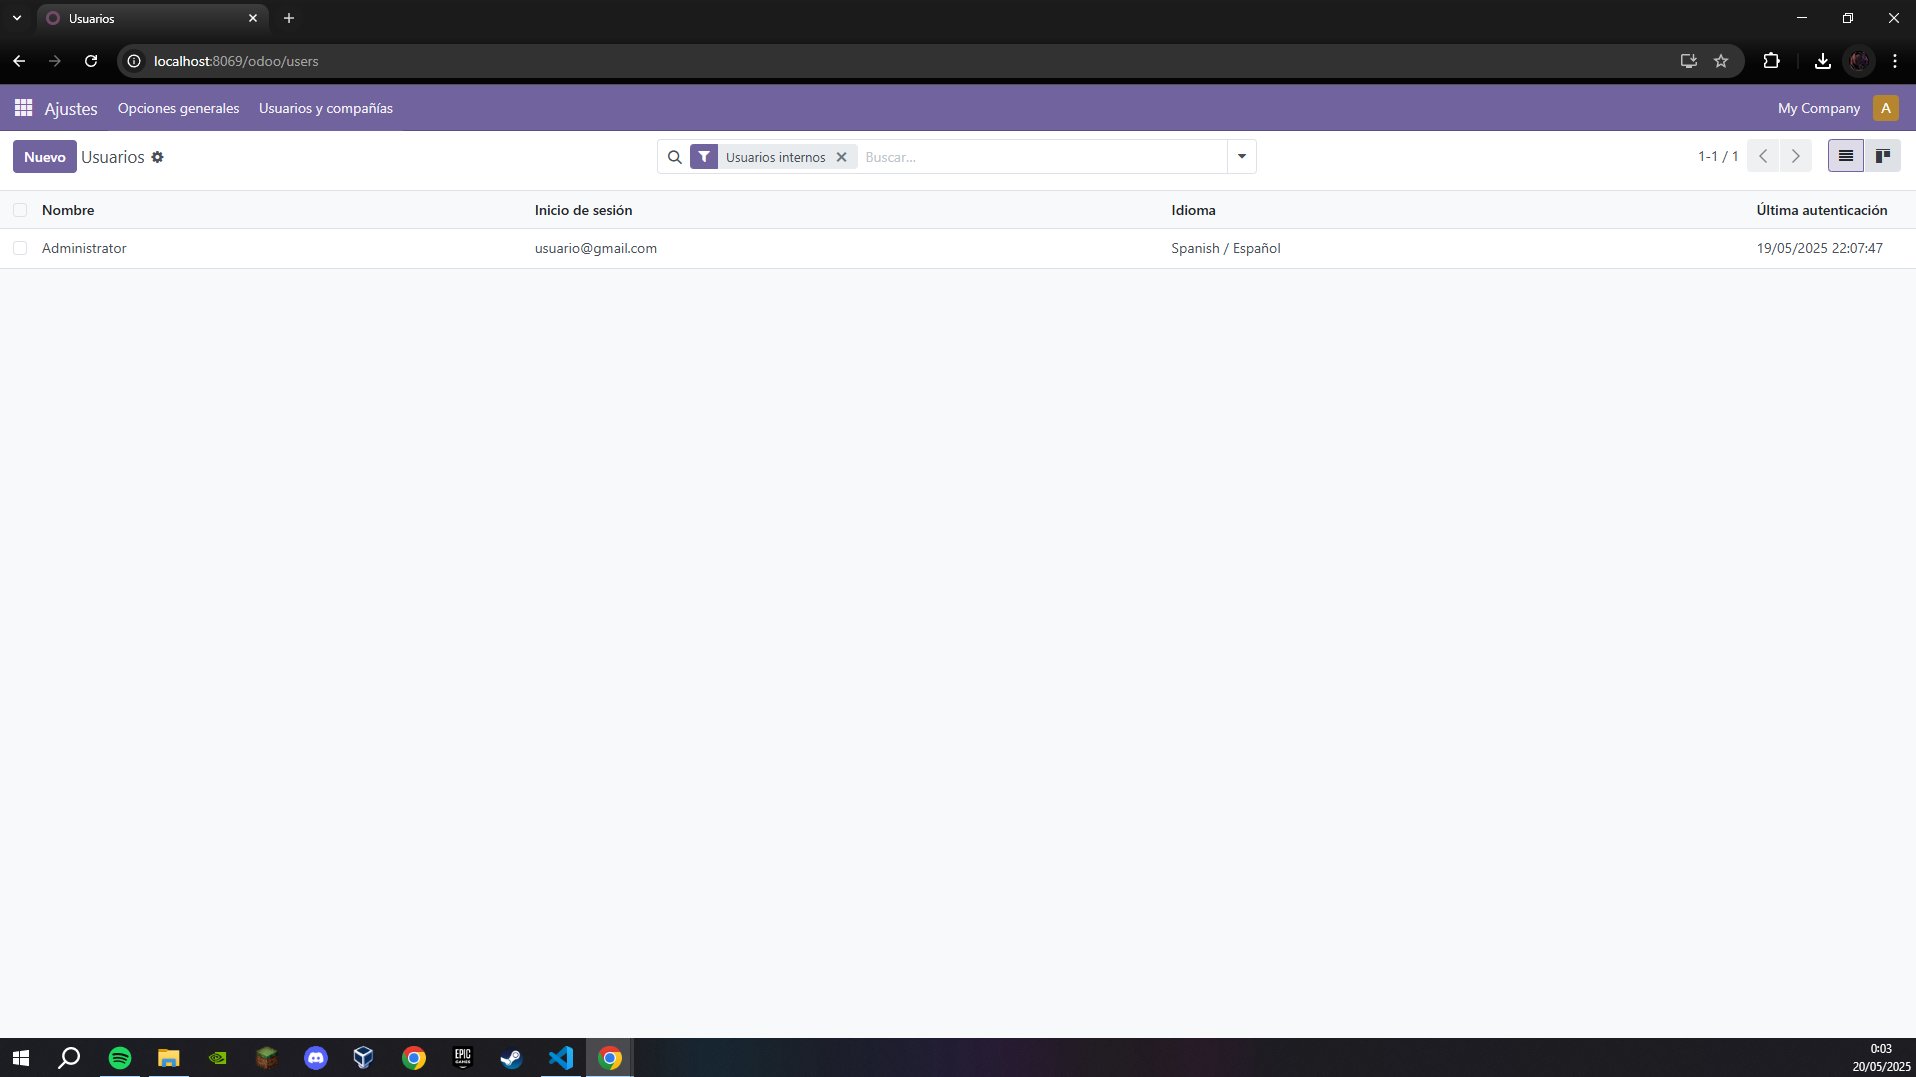 Usuarios
localhost:8069/odoo/users
Ajustes Opciones generales Usuarios y compañías My Company A
Nuevo Usuarios Usuarios internos Buscar... 1-1 / 1
Nombre Inicio de sesión Idioma Última autenticación
Administrator usuario@gmail.com Spanish / Español 19/05/2025 22:07:47
EPIC GAMES
0:03
20/05/2025